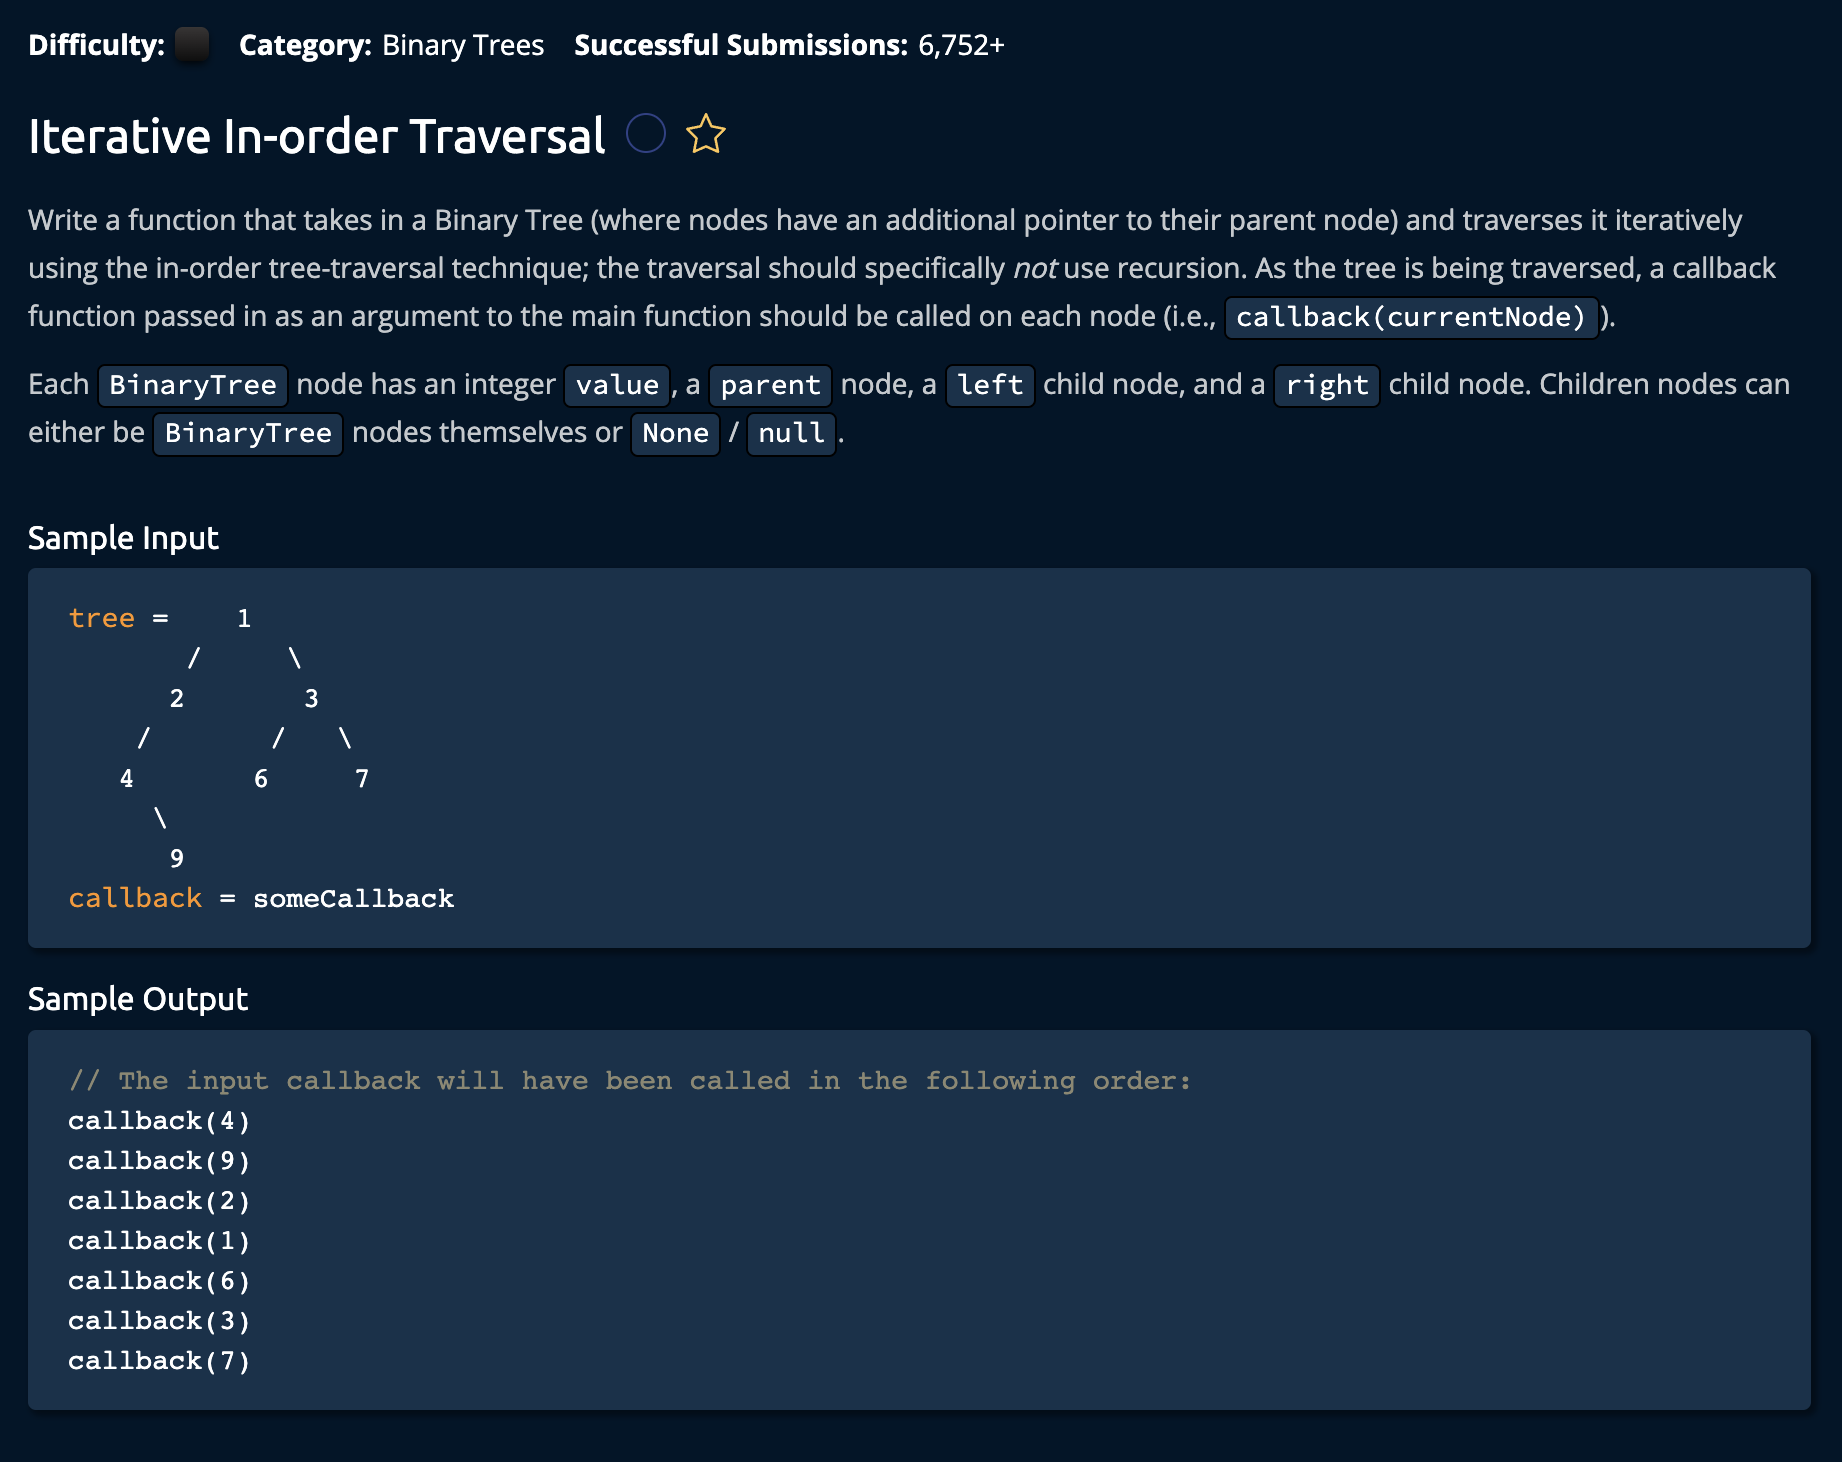 Difficulty: Category: Binary Trees Successful Submissions: 6,752+
Iterative In-order Traversal
Write a function that takes in a Binary Tree (where nodes have an additional pointer to their parent node) and traverses it iteratively
using the in-order tree-traversal technique; the traversal should specifically not use recursion. As the tree is being traversed, a callback
function passed in as an argument to the main function should be called on each node (i.e., callback(currentNode) ).
Each BinaryTree node has an integer value , a parent node, a left child node, and a right child node. Children nodes can
either be BinaryTree nodes themselves or None / null .
Sample Input
tree =    1
       /     \
      2       3
    /       /   \
   4       6     7
     \
      9
callback = someCallback
Sample Output
// The input callback will have been called in the following order:
callback(4)
callback(9)
callback(2)
callback(1)
callback(6)
callback(3)
callback(7)